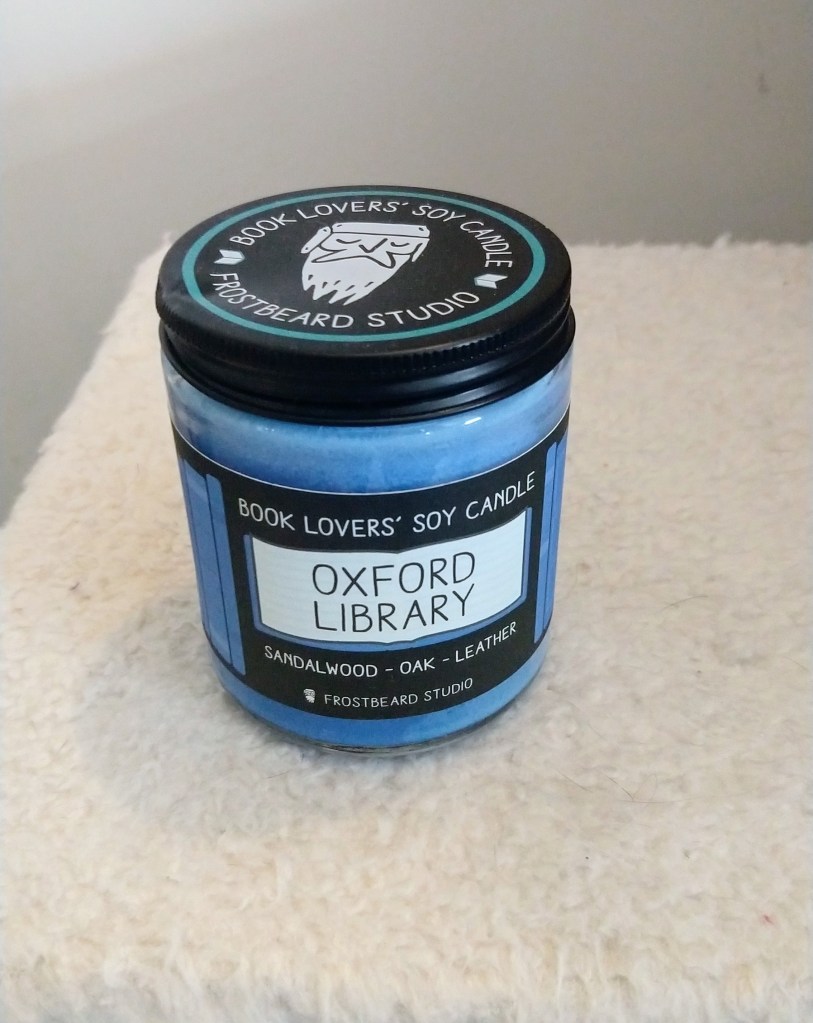 BOOK LOVERS' SOY CANDLE
FROSTBEARD STUDIO
BOOK LOVERS' SOY CANDLE
OXFORD
LIBRARY
SANDALWOOD - OAK - LEATHER
FROSTBEARD STUDIO